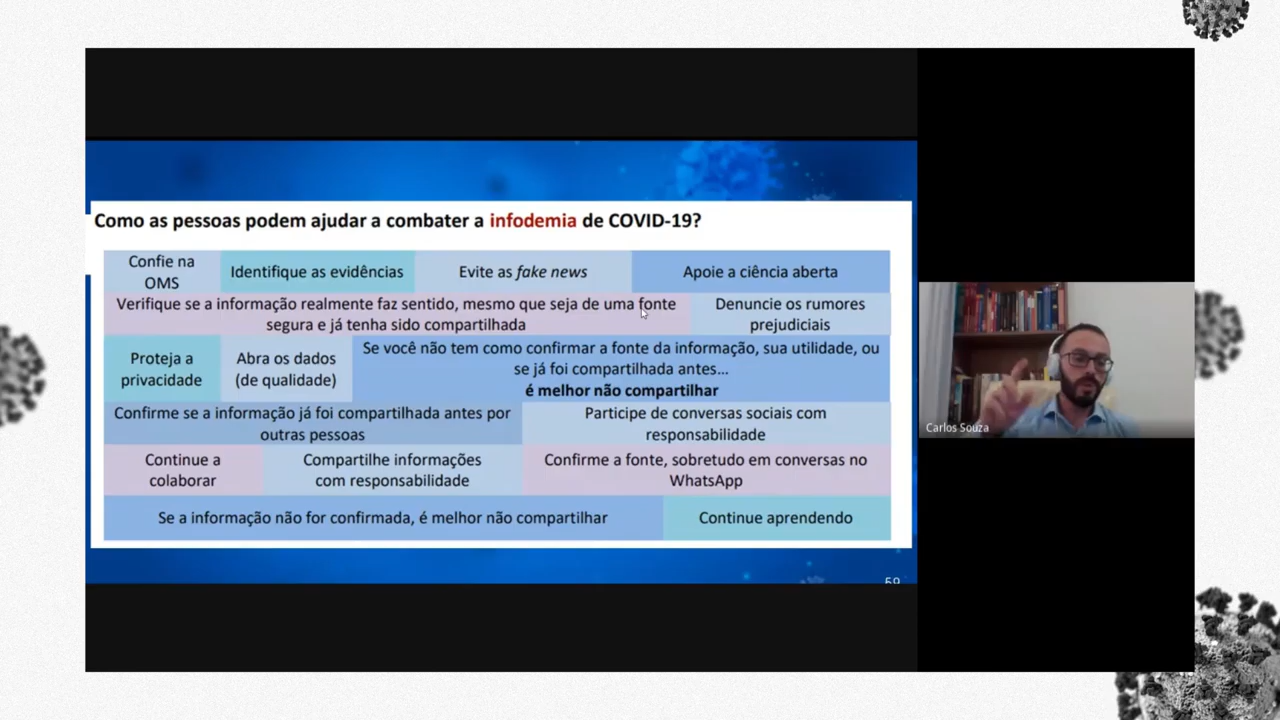 Como as pessoas podem ajudar a combater a infodemia de COVID-19?
Confie na
OMS
Identifique as evidências
Evite as fake news
Apoie a ciência aberta
Verifique se a informação realmente faz sentido, mesmo que seja de uma fonte
segura e já tenha sido compartilhada
Denuncie os rumores
prejudiciais
Proteja a
privacidade
Abra os dados
(de qualidade)
Se você não tem como confirmar a fonte da informação, sua utilidade, ou
se já foi compartilhada antes...
é melhor não compartilhar
Confirme se a informação já foi compartilhada antes por
outras pessoas
Participe de conversas sociais com
responsabilidade
Continue a
colaborar
Compartilhe informações
com responsabilidade
Confirme a fonte, sobretudo em conversas no
WhatsApp
Se a informação não for confirmada, é melhor não compartilhar
Continue aprendendo
Carlos Souza